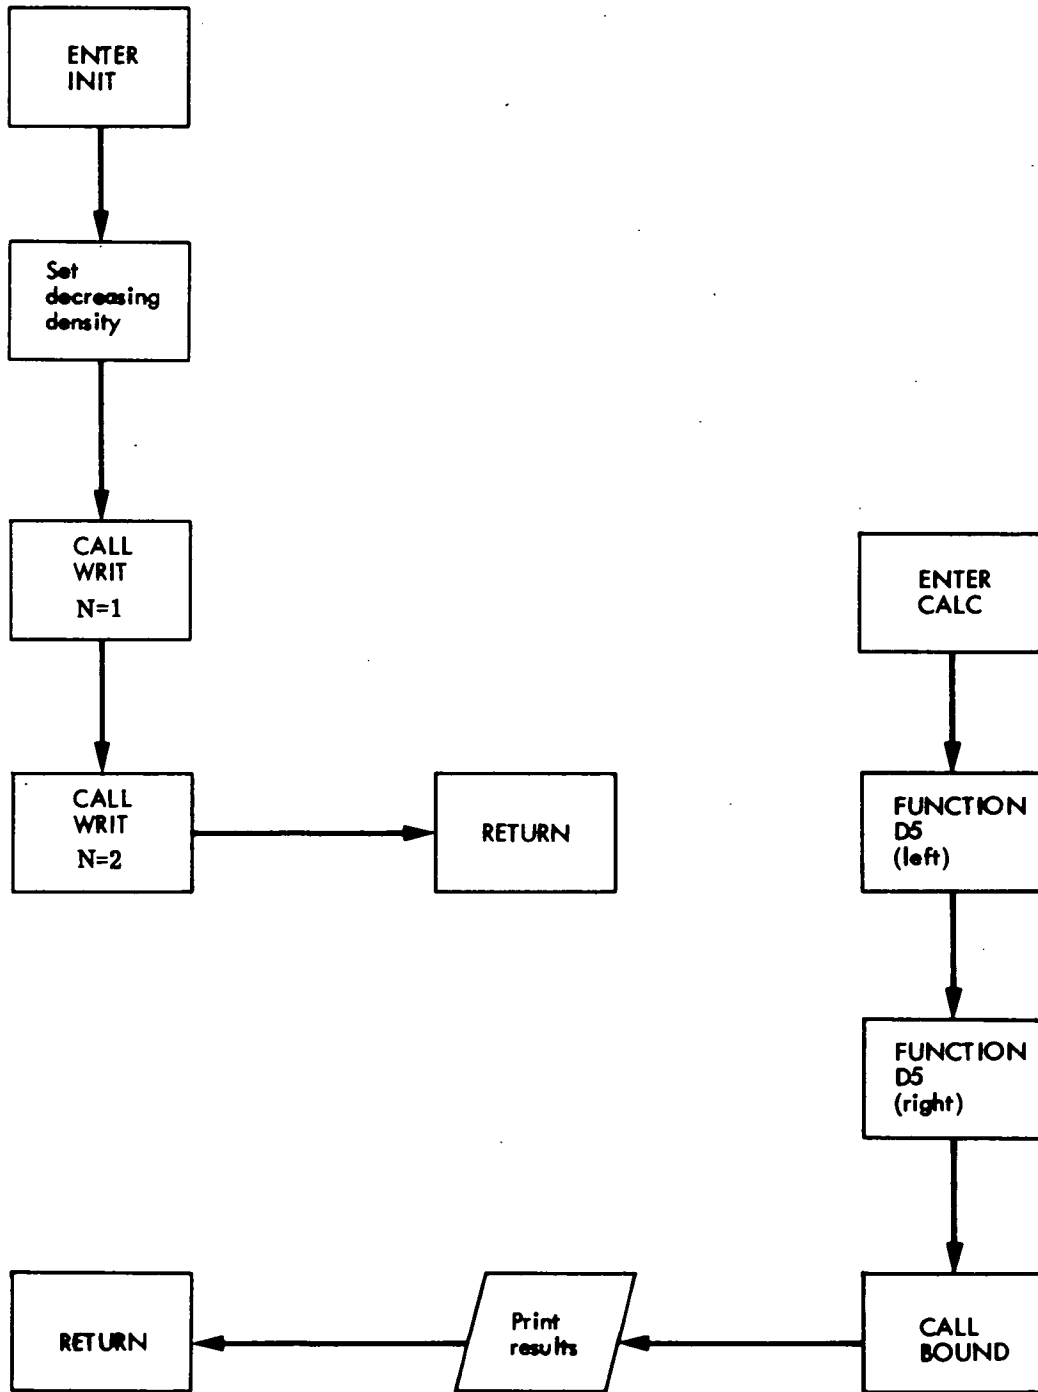 ENTER
INIT
Set
decreasing
density
CALL
WRIT
N=1
CALL
WRIT
N=2
RETURN
ENTER
CALC
FUNCTION
D5
(left)
FUNCTION
D5
(right)
CALL
BOUND
Print
results
RETURN